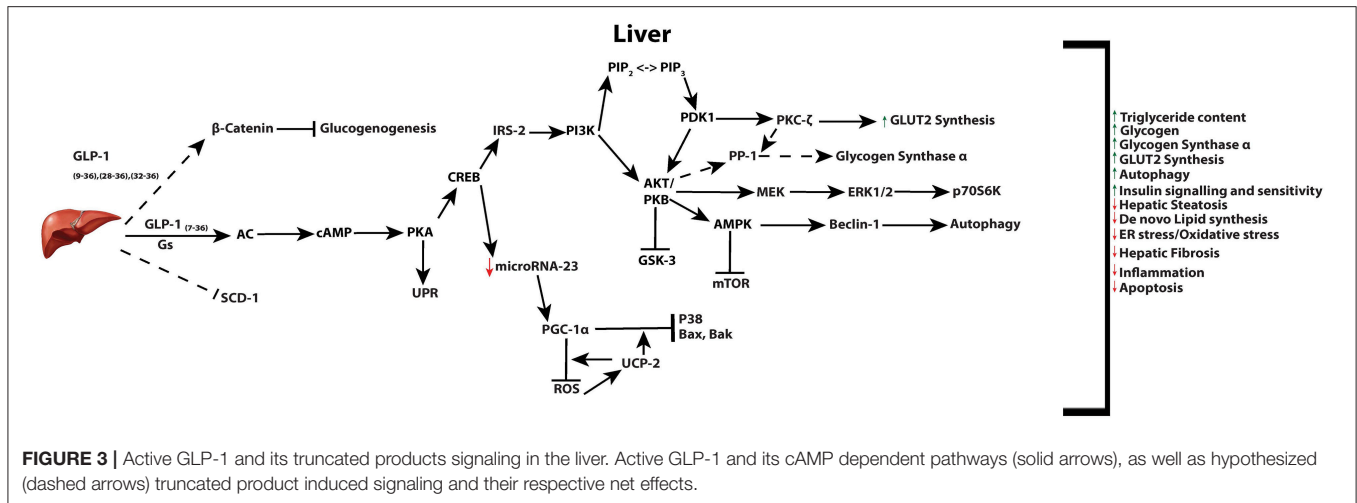 Liver
PIP2 <-> PIP3
β-Catenin
Glucogenogenesis
IRS-2
PI3K
PDK1
PKC-ζ
↑ GLUT2 Synthesis
GLP-1
(9-36),(28-36),(32-36)
CREB
PP-1
Glycogen Synthase α
AKT/
PKB
MEK
ERK1/2
p70S6K
GLP-1 (7-36)
Gs
AC
cAMP
PKA
AMPK
Beclin-1
Autophagy
GSK-3
mTOR
↓ microRNA-23
UPR
SCD-1
PGC-1α
P38
Bax, Bak
UCP-2
ROS
↑ Triglyceride content
↑ Glycogen
↑ Glycogen Synthase α
↑ GLUT2 Synthesis
↑ Autophagy
↑ Insulin signalling and sensitivity
↓ Hepatic Steatosis
↓ De novo Lipid synthesis
↓ ER stress/Oxidative stress
↓ Hepatic Fibrosis
↓ Inflammation
↓ Apoptosis
FIGURE 3 | Active GLP-1 and its truncated products signaling in the liver. Active GLP-1 and its cAMP dependent pathways (solid arrows), as well as hypothesized
(dashed arrows) truncated product induced signaling and their respective net effects.